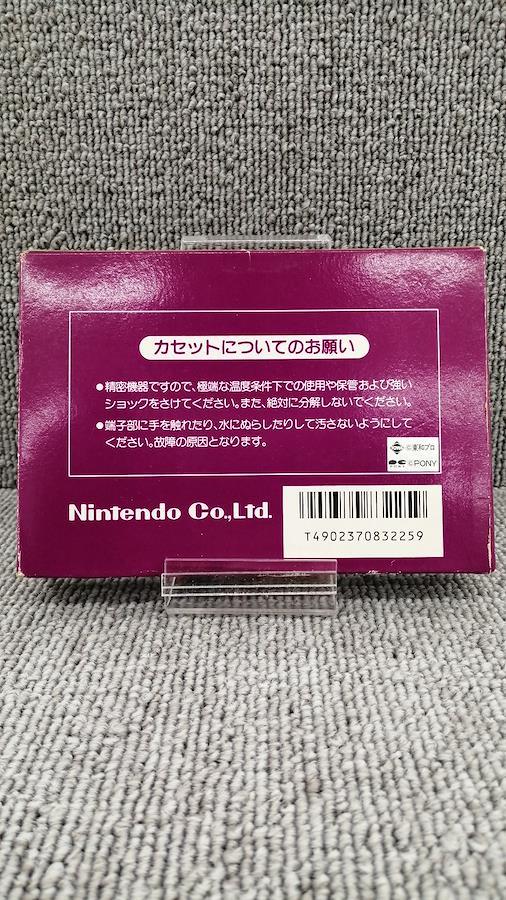 カセットについてのお願い
●精密機器ですので、極端な温度条件下での使用や保管および強い
ショックをさけてください。また、絶対に分解しないでください。
●端子部に手を触れたり、水にぬらしたりして汚さないようにして
ください。故障の原因となります。
©東和プロ
PONY ©PONY
Nintendo Co.,Ltd.
T4902370832259